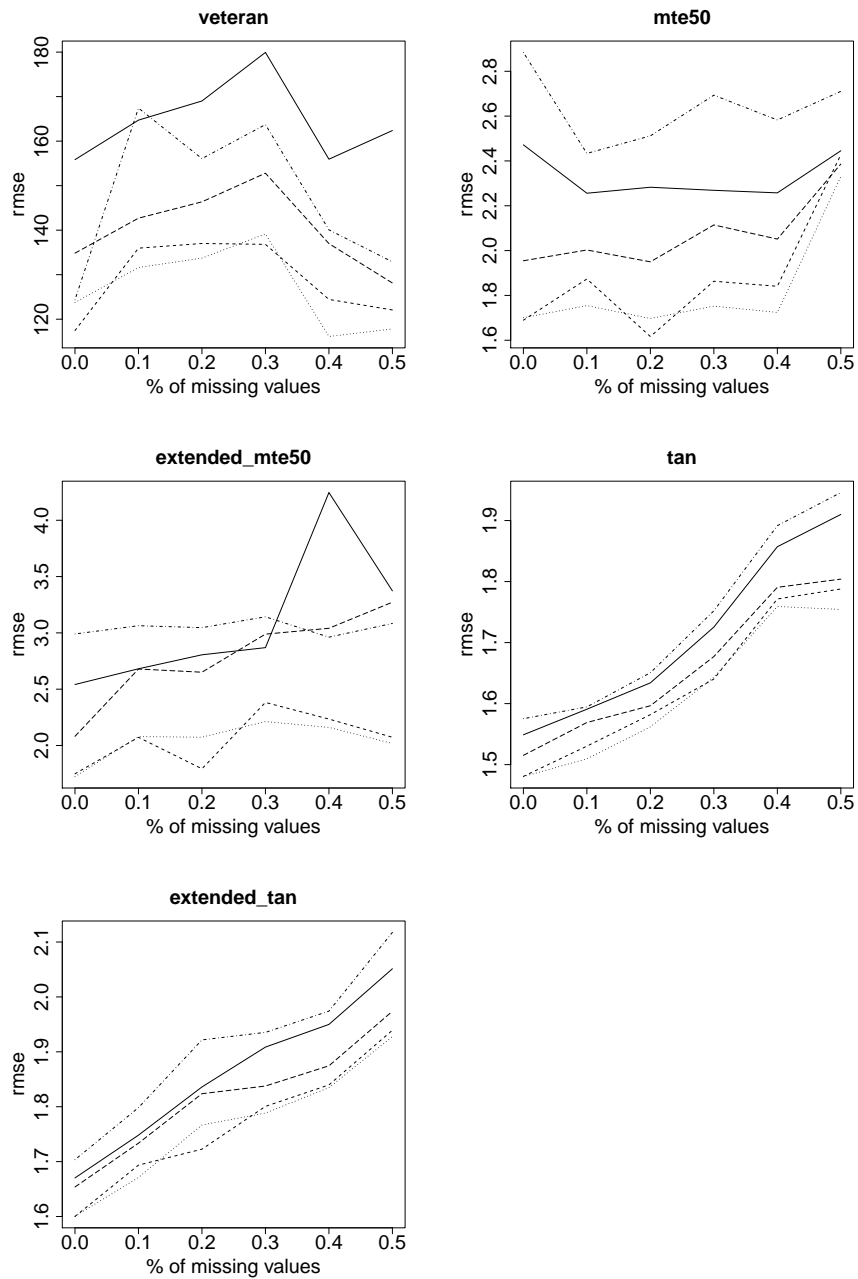 veteran
180
160
140
120
rmse
0.0 0.1 0.2 0.3 0.4 0.5
% of missing values
mte50
2.8
2.6
2.4
2.2
2.0
1.8
1.6
rmse
0.0 0.1 0.2 0.3 0.4 0.5
% of missing values
extended_mte50
4.0
3.5
3.0
2.5
2.0
rmse
0.0 0.1 0.2 0.3 0.4 0.5
% of missing values
tan
1.9
1.8
1.7
1.6
1.5
rmse
0.0 0.1 0.2 0.3 0.4 0.5
% of missing values
extended_tan
2.1
2.0
1.9
1.8
1.7
1.6
rmse
0.0 0.1 0.2 0.3 0.4 0.5
% of missing values